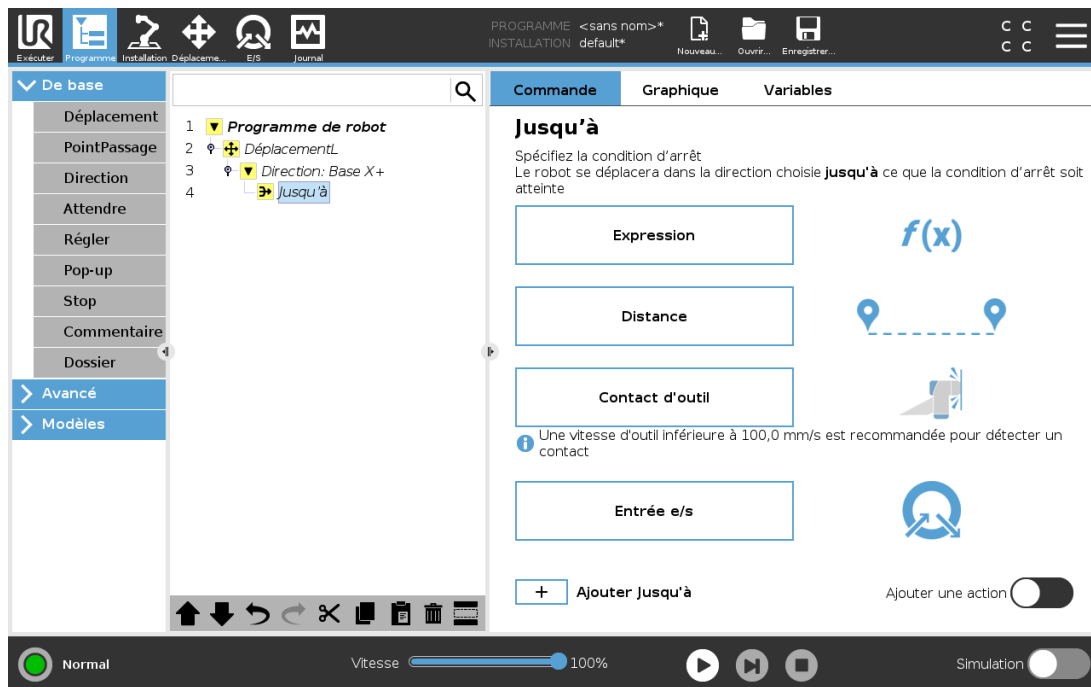 PROGRAMME <sans nom>*
INSTALLATION default*
Exécuter Programme Installation Déplaceme... E/S Journal
Nouveau... Ouvrir... Enregistrer...
C C
C C
De base
Déplacement
PointPassage
Direction
Attendre
Régler
Pop-up
Stop
Commentaire
Dossier
Avancé
Modèles
1 Programme de robot
2 DéplacementL
3 Direction: Base X+
4 Jusqu'à
Commande Graphique Variables
Jusqu’à
Spécifiez la condition d’arrêt
Le robot se déplacera dans la direction choisie jusqu'à ce que la condition d’arrêt soit
atteinte
Expression
f(x)
Distance
Contact d'outil
Une vitesse d'outil inférieure à 100,0 mm/s est recommandée pour détecter un
contact
Entrée e/s
+ Ajouter Jusqu'à
Ajouter une action
Normal
Vitesse 100%
Simulation